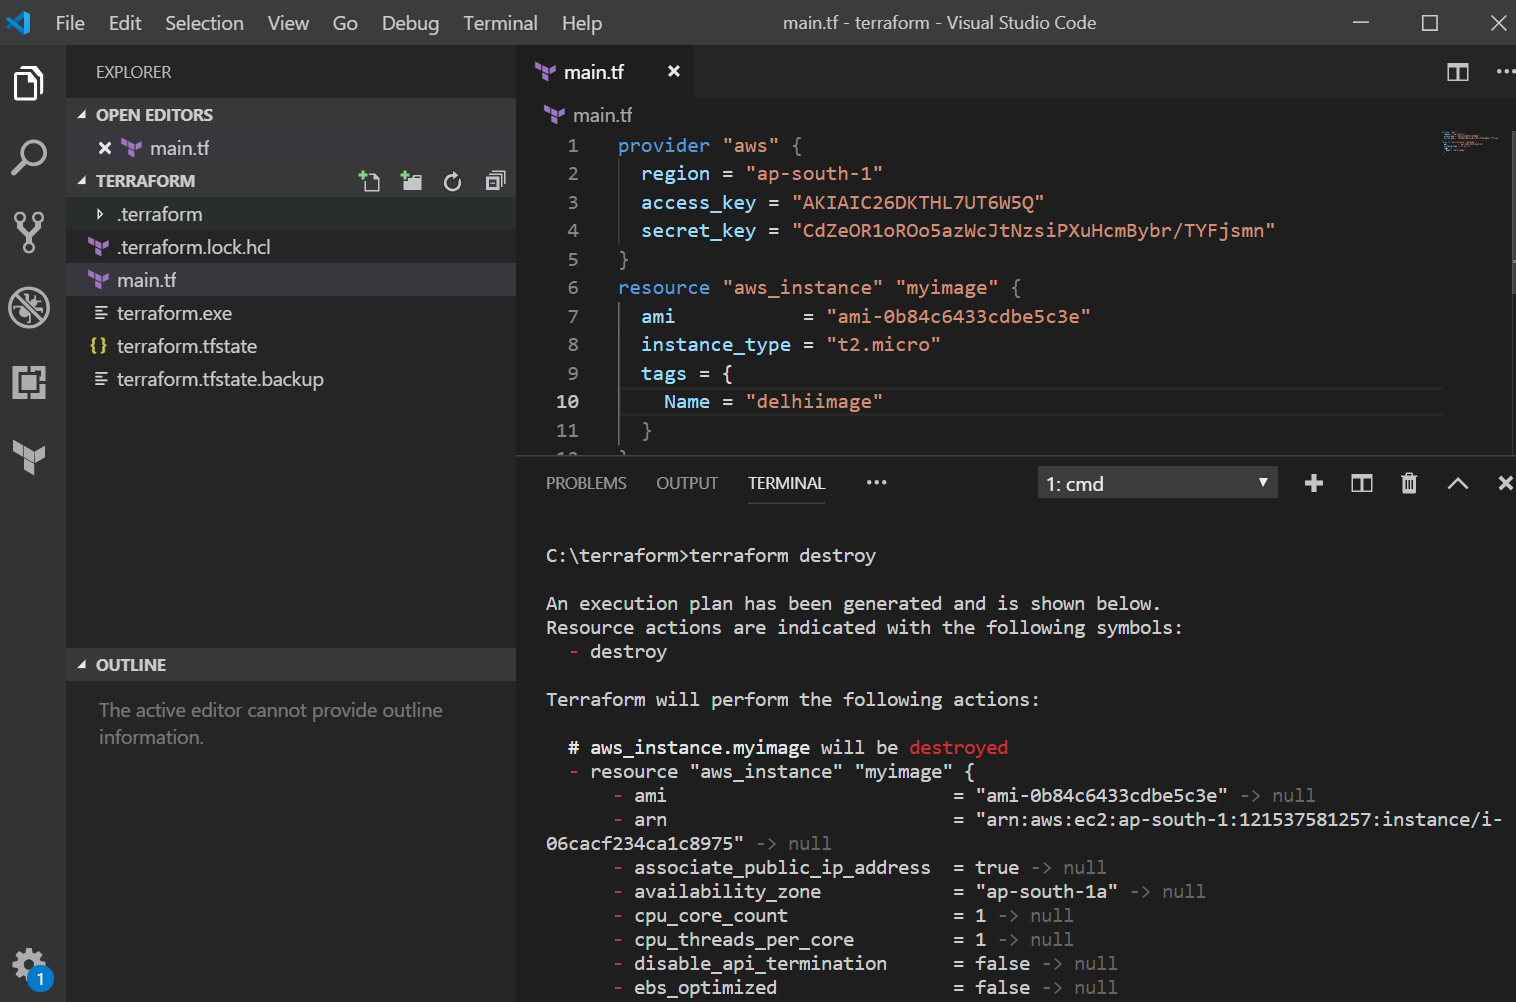 File Edit Selection View Go Debug Terminal Help
main.tf - terraform - Visual Studio Code
EXPLORER
OPEN EDITORS
main.tf
TERRAFORM
.terraform
.terraform.lock.hcl
main.tf
terraform.exe
terraform.tfstate
terraform.tfstate.backup
OUTLINE
The active editor cannot provide outline
information.
1
main.tf
main.tf
1 provider "aws" {
2 region = "ap-south-1"
3 access_key = "AKIAIC26DKTHL7UT6W5Q"
4 secret_key = "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"
5 }
6 resource "aws_instance" "myimage" {
7 ami = "ami-0b84c6433cdbe5c3e"
8 instance_type = "t2.micro"
9 tags = {
10 Name = "delhiimage"
11 }
PROBLEMS OUTPUT TERMINAL
1: cmd
C:\terraform>terraform destroy
An execution plan has been generated and is shown below.
Resource actions are indicated with the following symbols:
- destroy
Terraform will perform the following actions:
# aws_instance.myimage will be destroyed
- resource "aws_instance" "myimage" {
- ami = "ami-0b84c6433cdbe5c3e" -> null
- arn = "arn:aws:ec2:ap-south-1:121537581257:instance/i-
06cacf234ca1c8975" -> null
- associate_public_ip_address = true -> null
- availability_zone = "ap-south-1a" -> null
- cpu_core_count = 1 -> null
- cpu_threads_per_core = 1 -> null
- disable_api_termination = false -> null
- ebs_optimized = false -> null